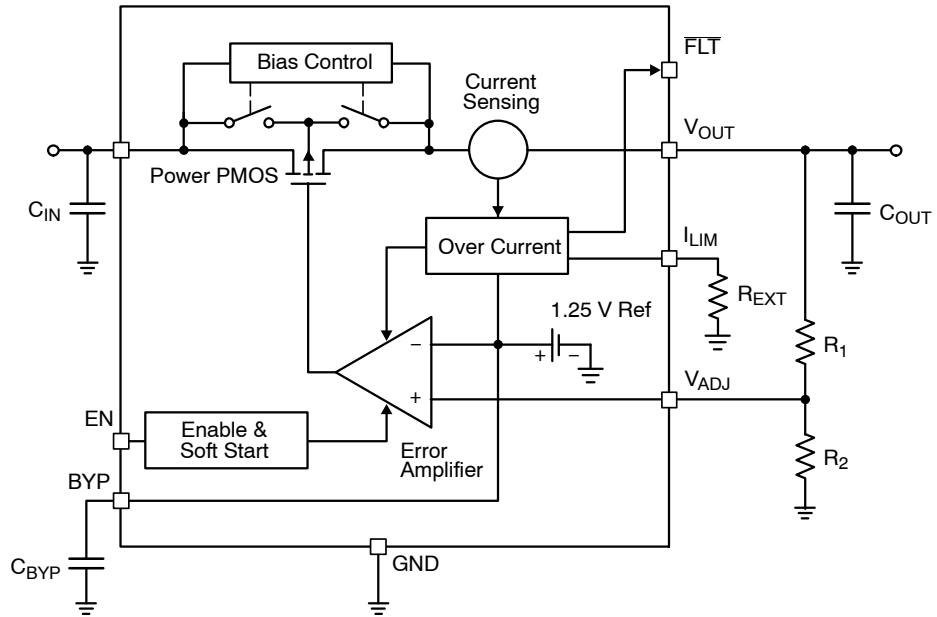 Bias Control
Current
Sensing
FLT
VOUT
Power PMOS
CIN
COUT
Over Current
ILIM
REXT
1.25 V Ref
+
−
−
+
R1
VADJ
EN
Enable &
Soft Start
Error
Amplifier
R2
BYP
CBYP
GND